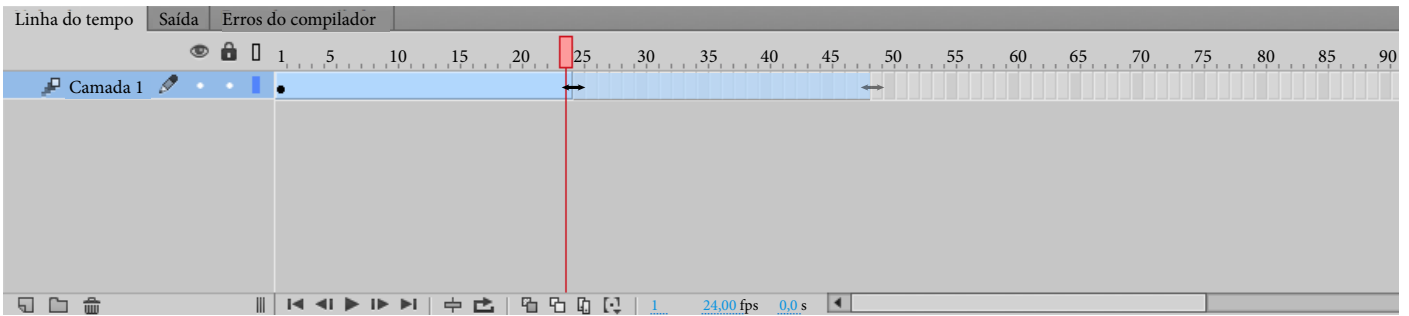 Linha do tempo Saída Erros do compilador
1 5 10 15 20 25 30 35 40 45 50 55 60 65 70 75 80 85 90
Camada 1
1 24,00 fps 0,0 s